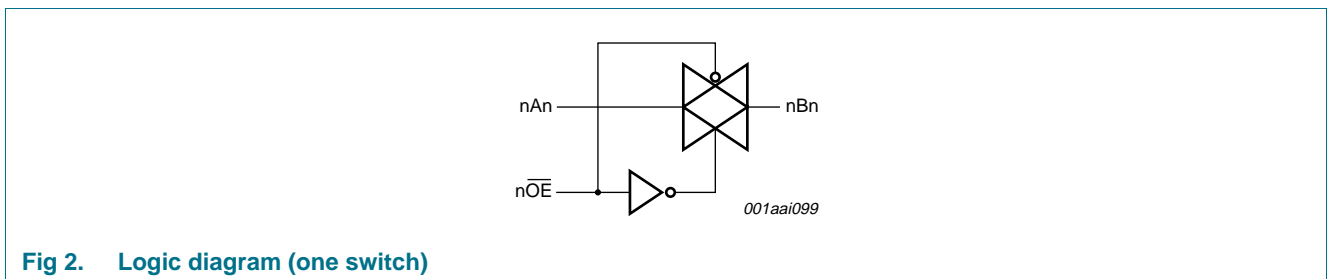 nAn
nBn
nOE
001aai099
Fig 2. Logic diagram (one switch)